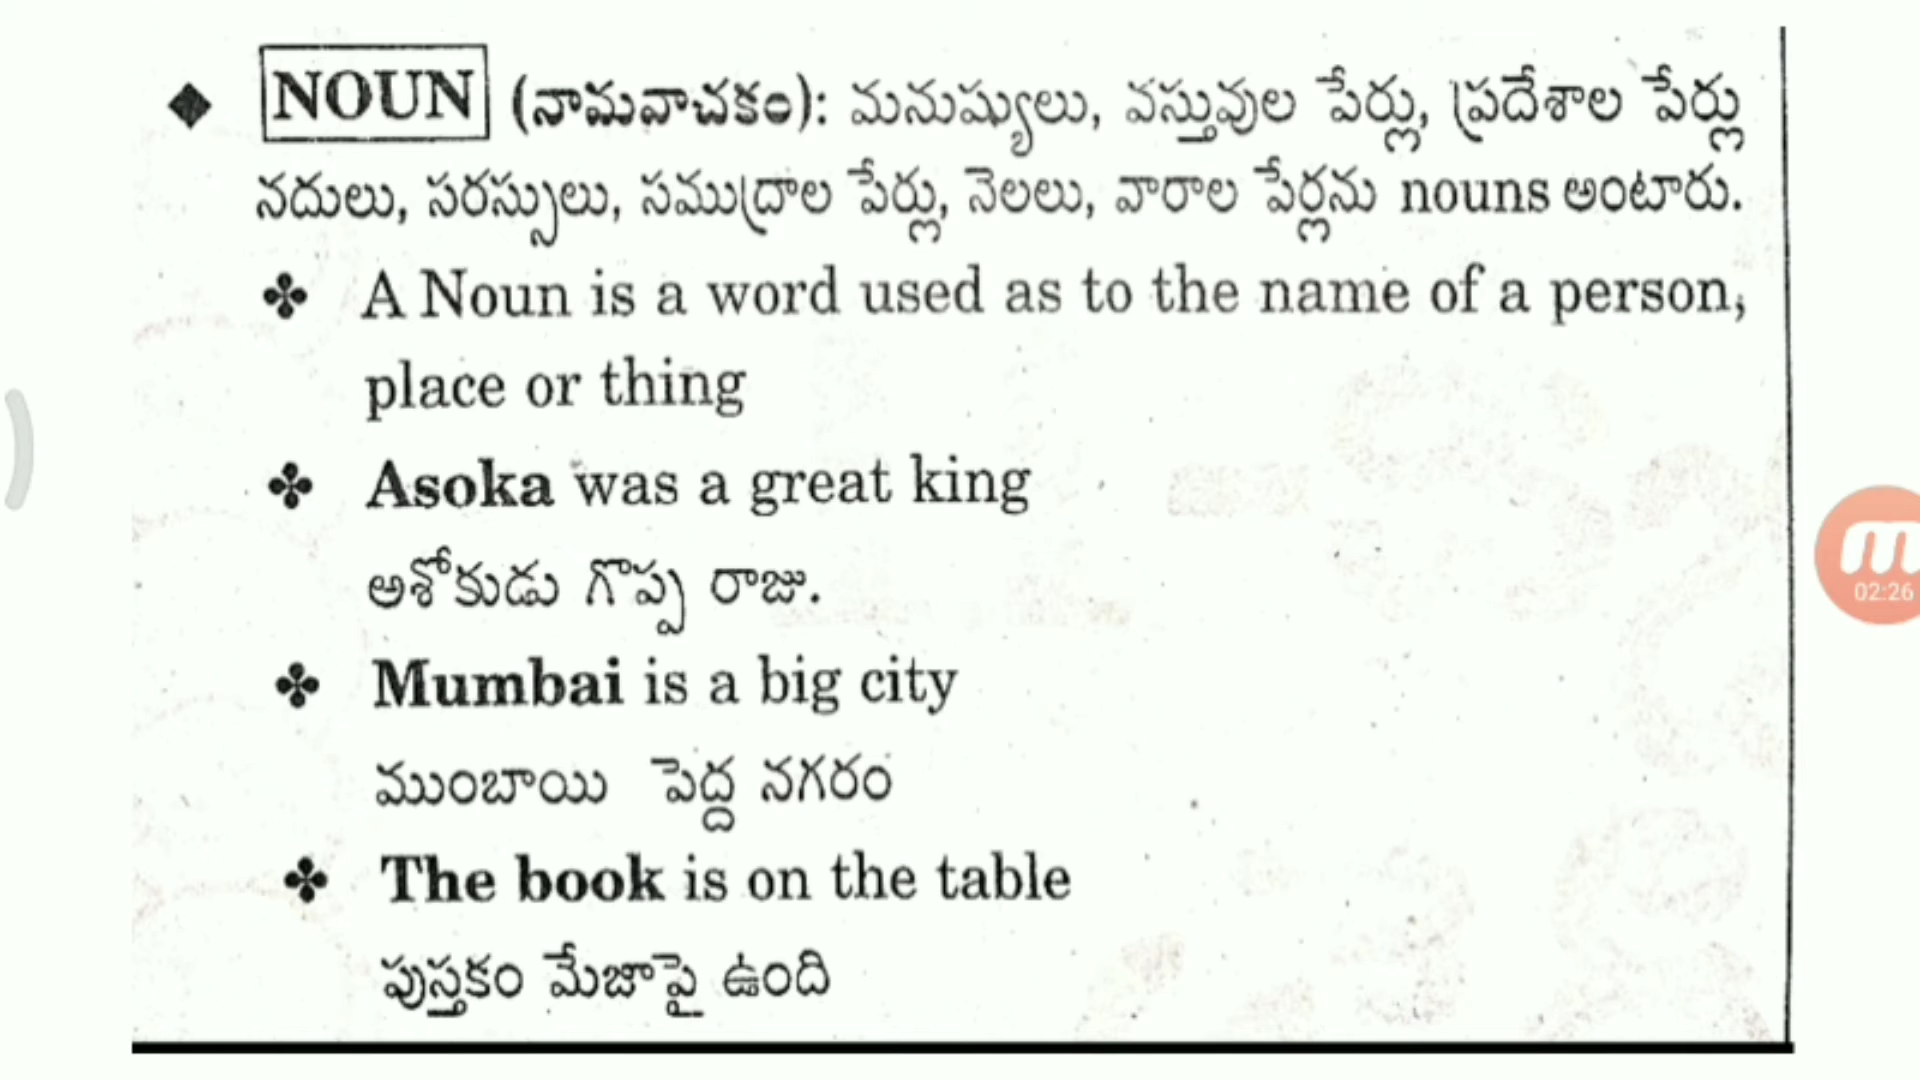 ◆ NOUN (నామవాచకం): మనుష్యులు, వస్తువుల పేర్లు, ప్రదేశాల పేర్లు
నదులు, సరస్సులు, సముద్రాల పేర్లు, నెలలు, వారాల పేర్లను nouns అంటారు.
❖ A Noun is a word used as to the name of a person,
place or thing
❖ Asoka was a great king
అశోకుడు గొప్ప రాజు.
❖ Mumbai is a big city
ముంబాయి పెద్ద నగరం
❖ The book is on the table
పుస్తకం మేజాపై ఉంది
m
02:26